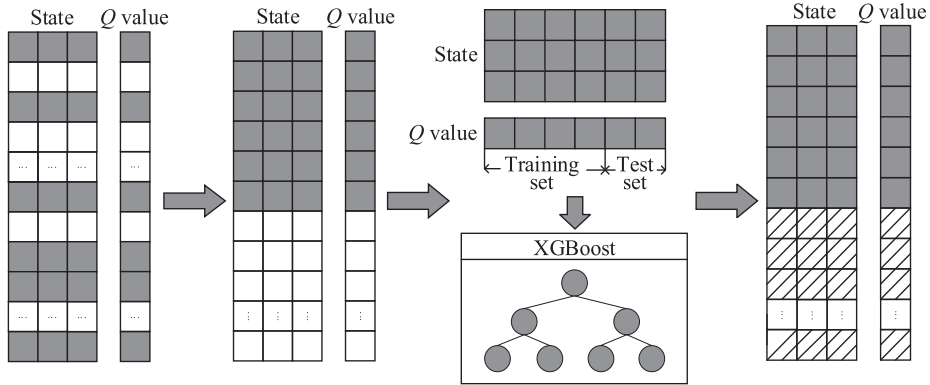 State Q value
... ... ... ...
... ... ... ...
State Q value
⋮ ⋮ ⋮ ⋮
State
Q value
Training set
Test set
XGBoost
State Q value
⋮ ⋮ ⋮ ⋮